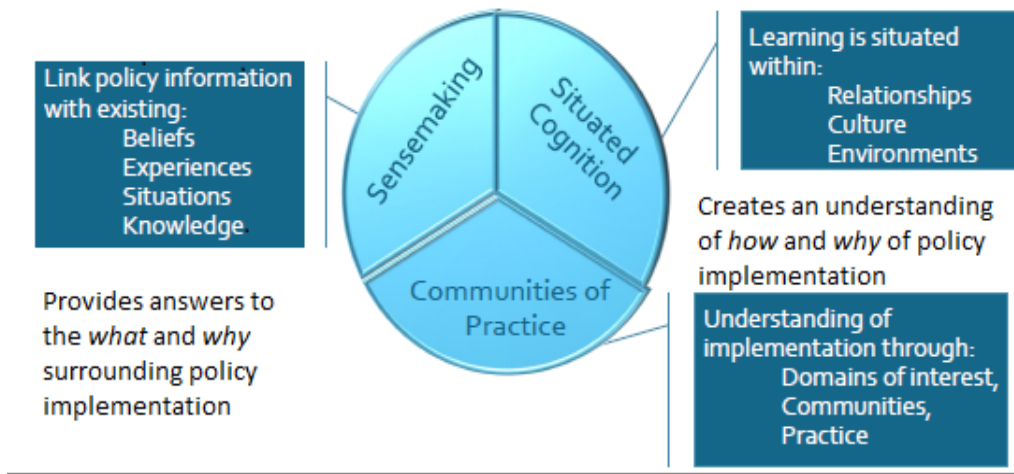 Link policy information
with existing:
Beliefs
Experiences
Situations
Knowledge.
Provides answers to
the what and why
surrounding policy
implementation
Sensemaking
Situated
Cognition
Communities of
Practice
Learning is situated
within:
Relationships
Culture
Environments
Creates an understanding
of how and why of policy
implementation
Understanding of
implementation through:
Domains of interest,
Communities,
Practice